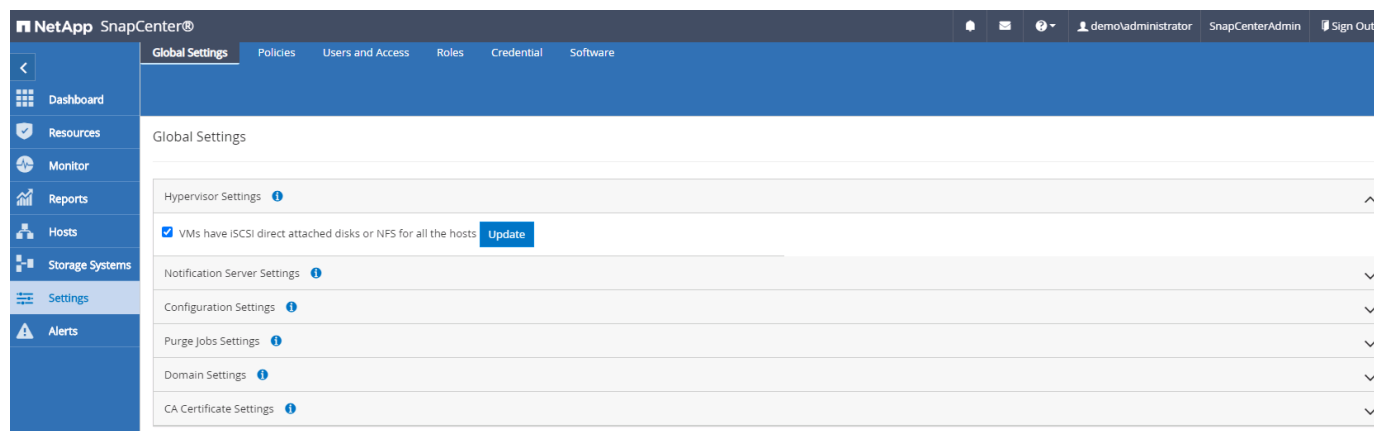 NetApp SnapCenter® demo\administrator SnapCenterAdmin Sign Out
Global Settings Policies Users and Access Roles Credential Software
Dashboard
Resources
Monitor
Reports
Hosts
Storage Systems
Settings
Alerts
Global Settings
Hypervisor Settings
VMs have iSCSI direct attached disks or NFS for all the hosts Update
Notification Server Settings
Configuration Settings
Purge Jobs Settings
Domain Settings
CA Certificate Settings